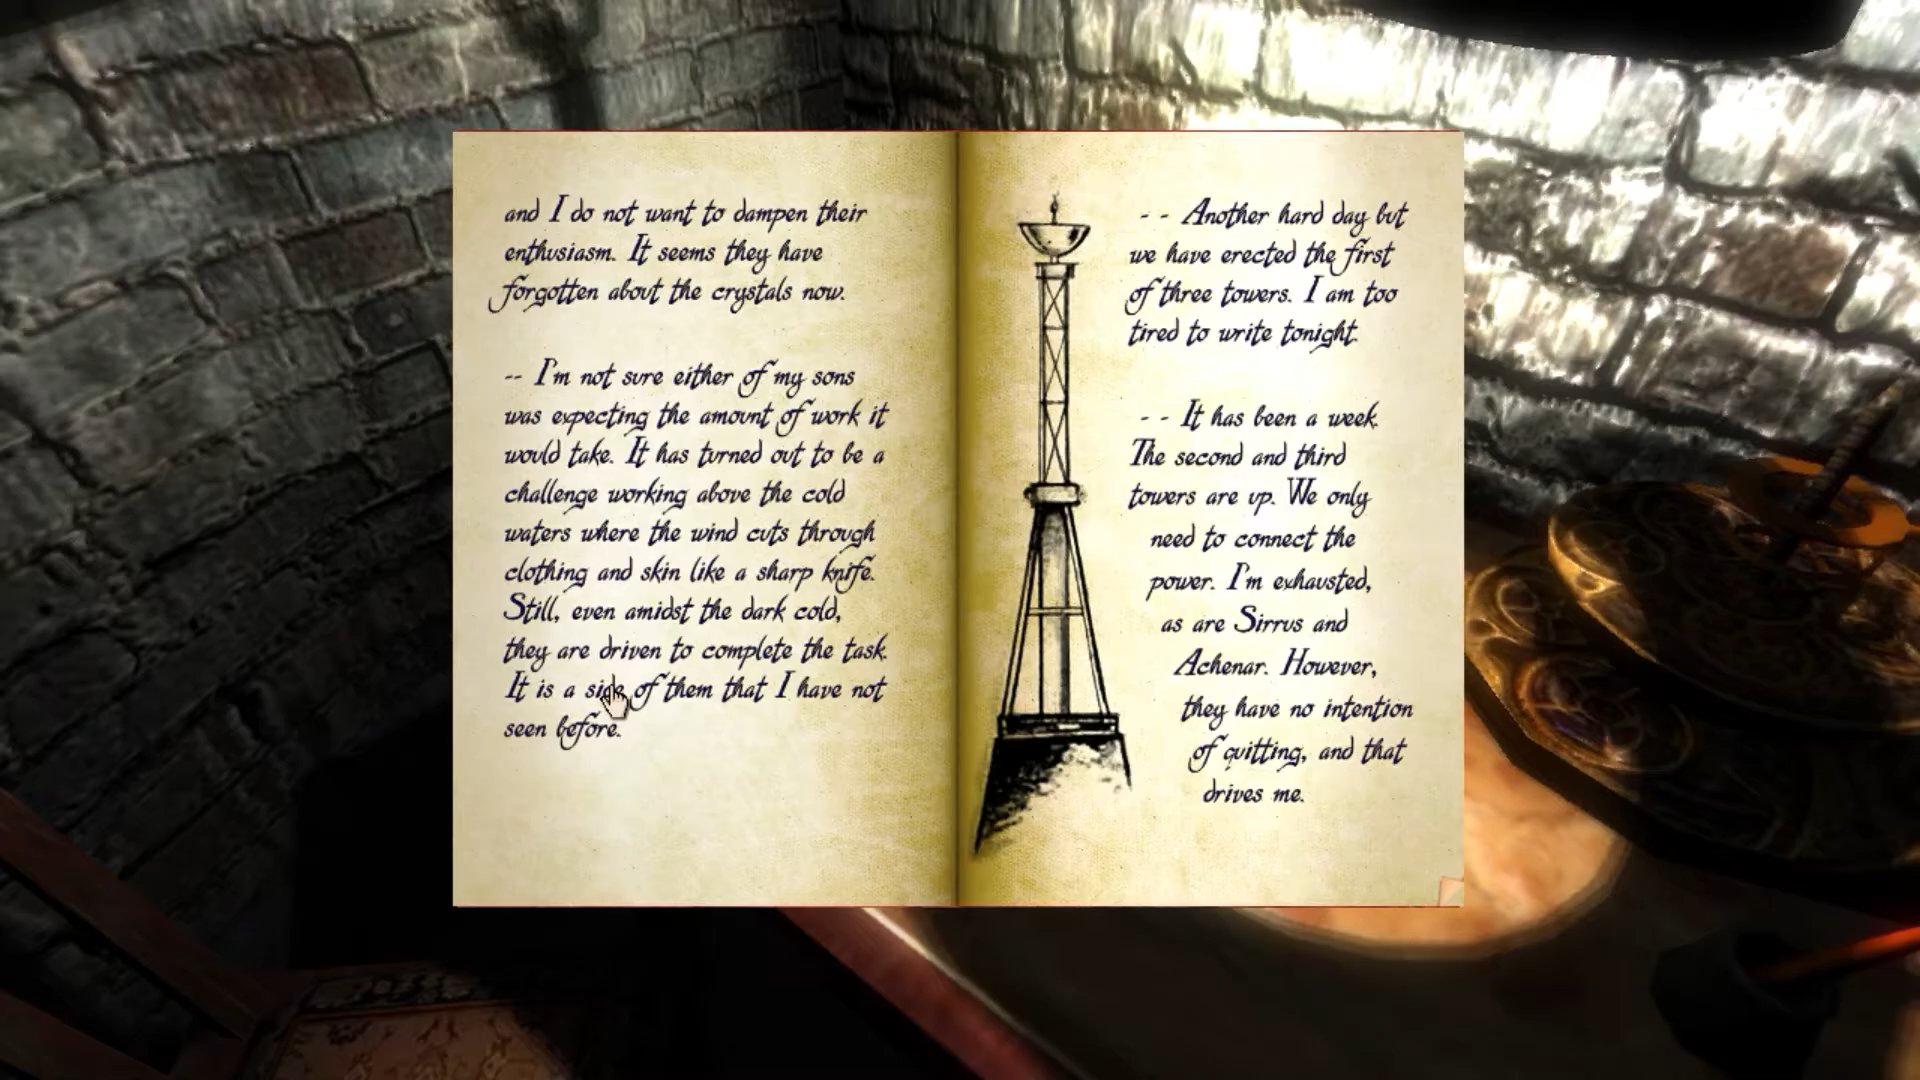 and I do not want to dampen their
enthusiasm. It seems they have
forgotten about the crystals now.
-- I'm not sure either of my sons
was expecting the amount of work it
would take. It has turned out to be a
challenge working above the cold
waters where the wind cuts through
clothing and skin like a sharp knife.
Still, even amidst the dark cold,
they are driven to complete the task.
It is a side of them that I have not
seen before.
-- Another hard day but
we have erected the first
of three towers. I am too
tired to write tonight.
-- It has been a week.
The second and third
towers are up. We only
need to connect the
power. I'm exhausted,
as are Sirrus and
Achenar. However,
they have no intention
of quitting, and that
drives me.